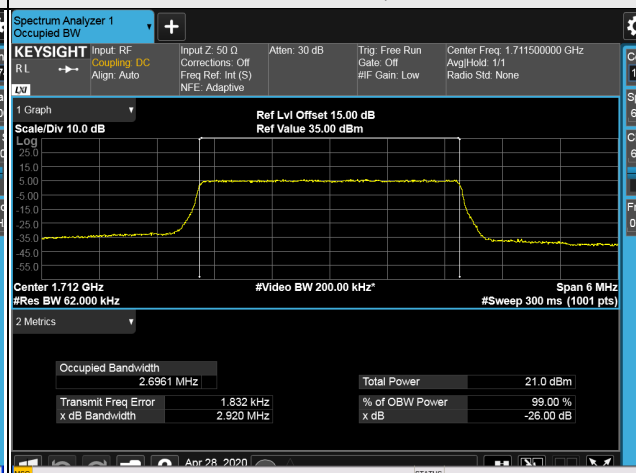 Spectrum Analyzer 1
Occupied BW
KEYSIGHT Input: RF Input Z: 50 Ω Atten: 30 dB Trig: Free Run Center Freq: 1.711500000 GHz
RL Coupling: DC Corrections: Off Gate: Off Avg|Hold: 1/1
Align: Auto Freq Ref: Int (S) #IF Gain: Low Radio Std: None
LXI NFE: Adaptive
1 Graph
Ref Lvl Offset 15.00 dB
Scale/Div 10.0 dB Ref Value 35.00 dBm
Log
25.0
15.0
5.00
-5.00
-15.0
-25.0
-35.0
-45.0
-55.0
Center 1.712 GHz #Video BW 200.00 kHz* Span 6 MHz
#Res BW 62.000 kHz #Sweep 300 ms (1001 pts)
2 Metrics
Occupied Bandwidth
2.6961 MHz Total Power 21.0 dBm
Transmit Freq Error 1.832 kHz % of OBW Power 99.00 %
x dB Bandwidth 2.920 MHz x dB -26.00 dB
Apr 28, 2020
MSG STATUS